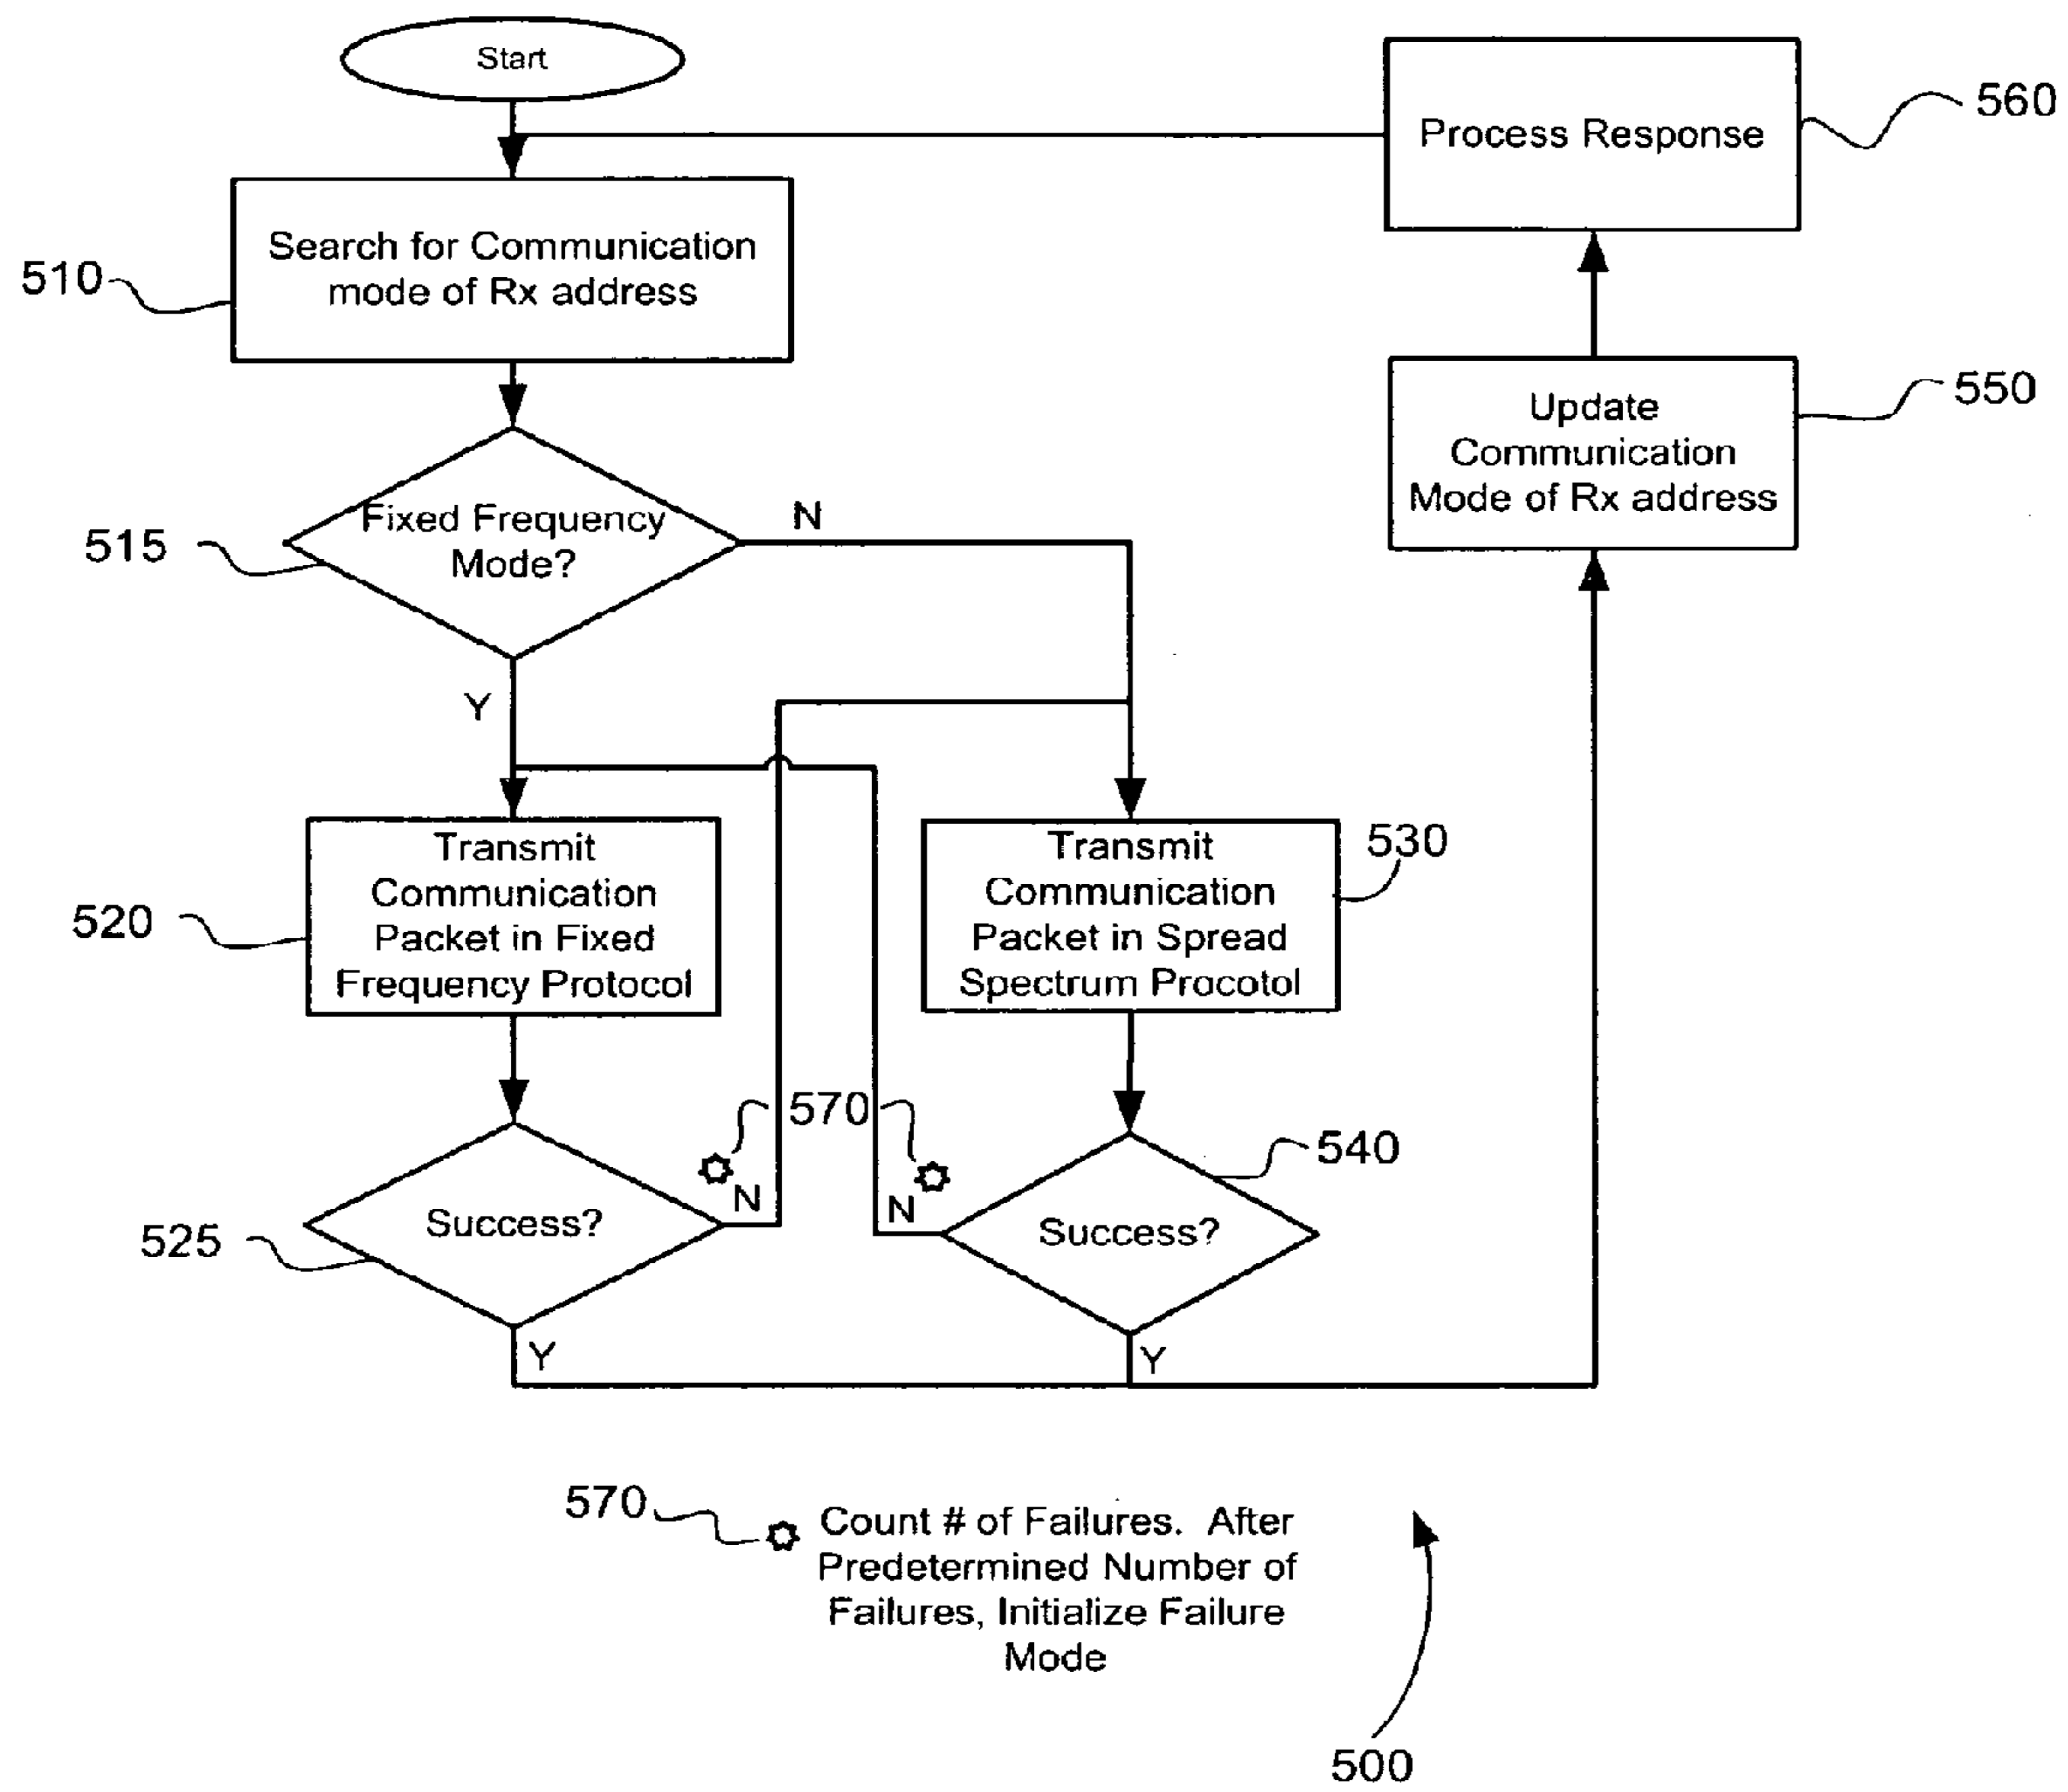 Start
Process Response
560
Search for Communication
mode of Rx address
510
Update
Communication
Mode of Rx address
550
Fixed Frequency
Mode?
515
N
Y
Transmit
Communication
Packet in Fixed
Frequency Protocol
520
Transmit
Communication
Packet in Spread
Spectrum Procotol
530
570
Success?
525
N
Y
Success?
540
N
Y
570
Count # of Failures. After
Predetermined Number of
Failures, Initialize Failure
Mode
500